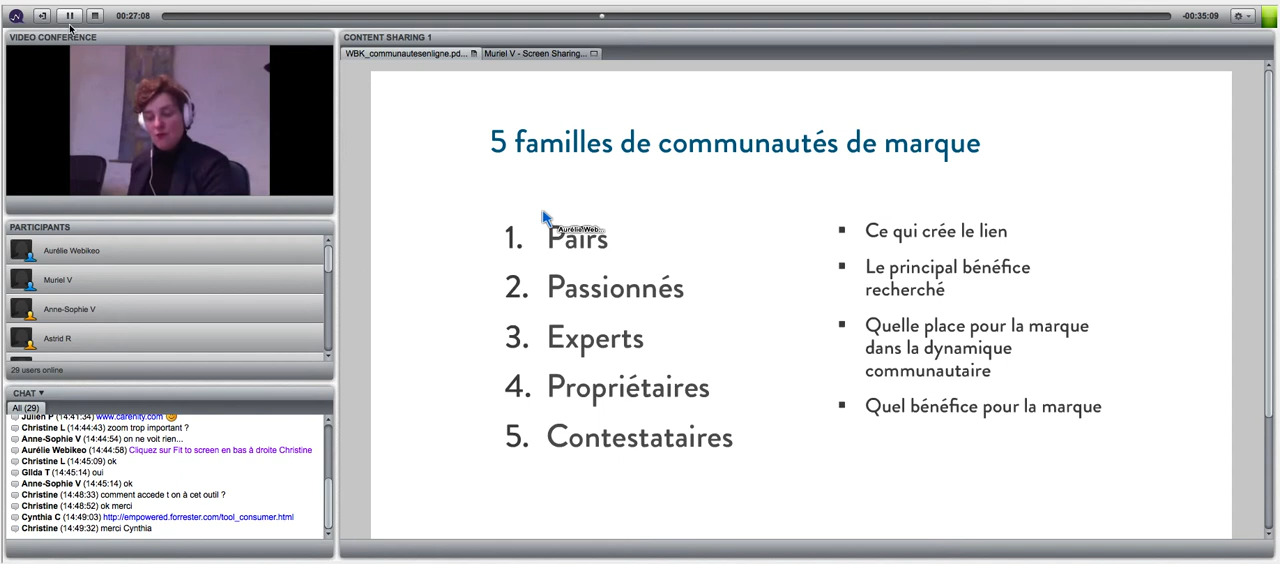 00:27:08
-00:35:09
VIDEO CONFERENCE
CONTENT SHARING 1
WBK_communautesenligne.pd...
Muriel V - Screen Sharing...
5 familles de communautés de marque
1. Pairs
2. Passionnés
3. Experts
4. Propriétaires
5. Contestataires
Aurélie Web...
▪ Ce qui crée le lien
▪ Le principal bénéfice
recherché
▪ Quelle place pour la marque
dans la dynamique
communautaire
▪ Quel bénéfice pour la marque
PARTICIPANTS
Aurélie Webikeo
Muriel V
Anne-Sophie V
Astrid R
29 users online
CHAT
All (29)
Julien P (14:41:34) www.carenity.com
Christine L (14:44:43) zoom trop important ?
Anne-Sophie V (14:44:54) on ne voit rien...
Aurélie Webikeo (14:44:58) Cliquez sur Fit to screen en bas à droite Christine
Christine L (14:45:09) ok
GIlda T (14:45:14) oui
Anne-Sophie V (14:45:14) ok
Christine (14:48:33) comment accede t on à cet outil ?
Christine (14:48:52) ok merci
Cynthia C (14:49:03) http://empowered.forrester.com/tool_consumer.html
Christine (14:49:32) merci Cynthia